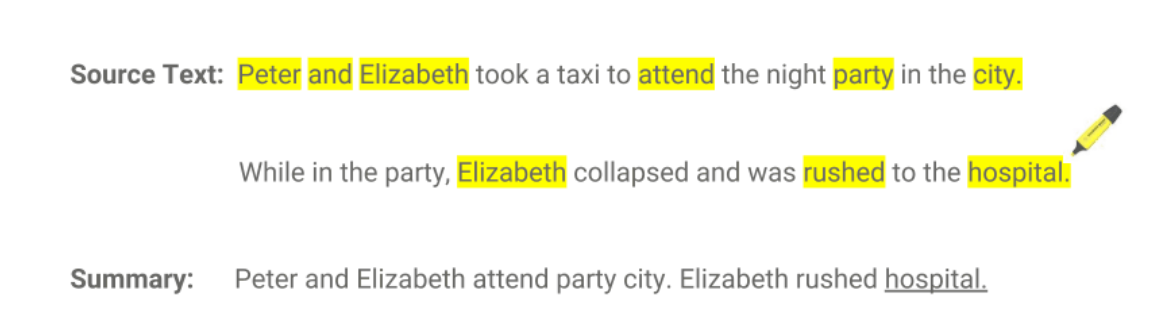 Source Text: Peter and Elizabeth took a taxi to attend the night party in the city.
While in the party, Elizabeth collapsed and was rushed to the hospital.
Summary: Peter and Elizabeth attend party city. Elizabeth rushed hospital.